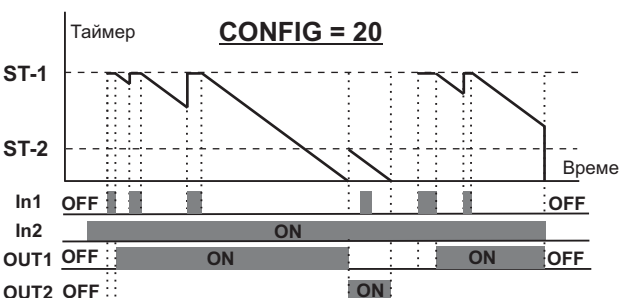 Таймер
CONFIG = 20
ST-1
ST-2
Време
In1 OFF OFF
In2 ON
OUT1 OFF ON ON OFF
OUT2 OFF ON